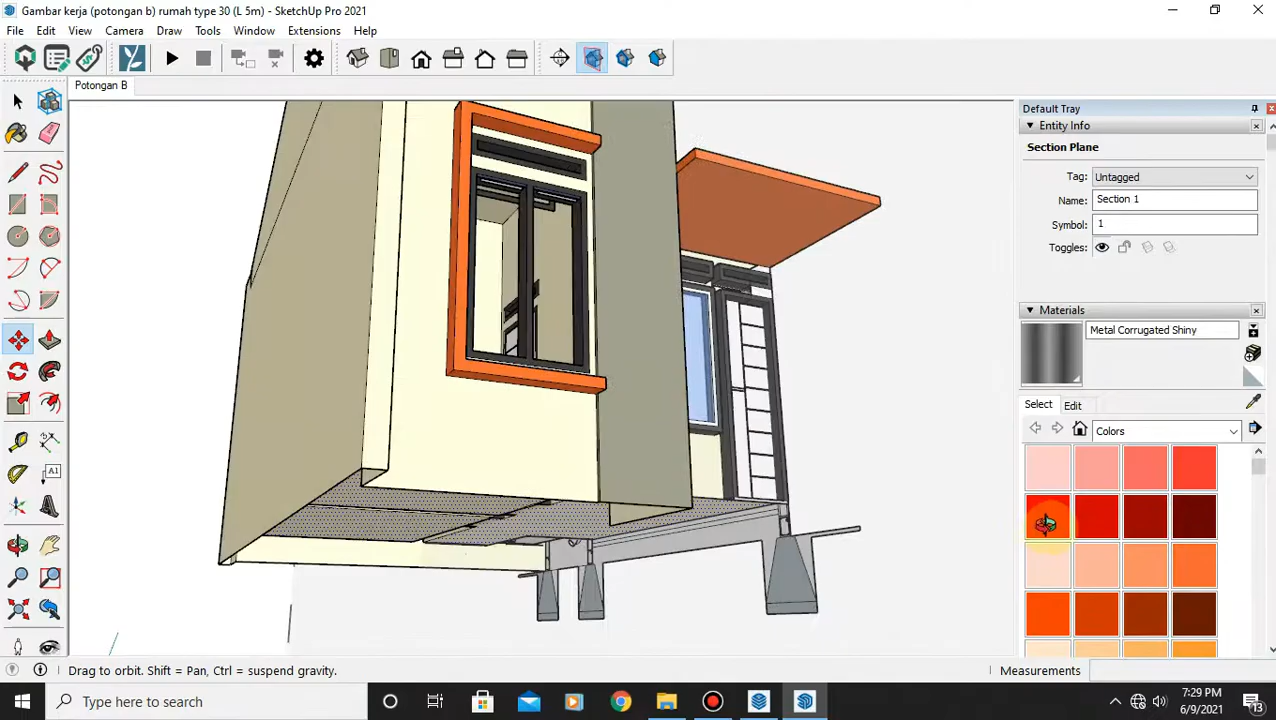 Gambar kerja (potongan b) rumah type 30 (L 5m) - SketchUp Pro 2021
File Edit View Camera Draw Tools Window Extensions Help
Potongan B
Default Tray
Entity Info
Section Plane
Tag: Untagged
Name: Section 1
Symbol: 1
Toggles:
Materials
Metal Corrugated Shiny
Select Edit
Colors
A1
Drag to orbit. Shift = Pan, Ctrl = suspend gravity.
Measurements
Type here to search
7:29 PM
6/9/2021
13